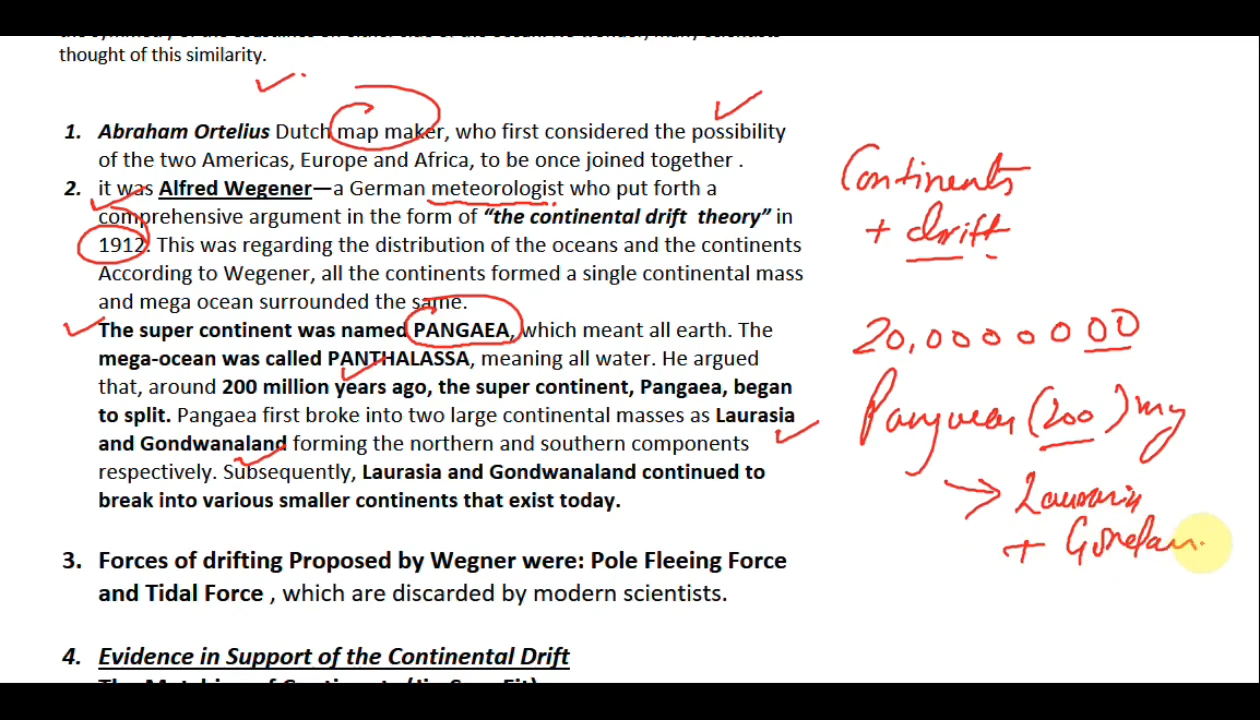 thought of this similarity.
1. Abraham Ortelius Dutch map maker, who first considered the possibility
of the two Americas, Europe and Africa, to be once joined together .
2. it was Alfred Wegener—a German meteorologist who put forth a
comprehensive argument in the form of “the continental drift theory” in
1912. This was regarding the distribution of the oceans and the continents
According to Wegener, all the continents formed a single continental mass
and mega ocean surrounded the same.
The super continent was named PANGAEA, which meant all earth. The
mega-ocean was called PANTHALASSA, meaning all water. He argued
that, around 200 million years ago, the super continent, Pangaea, began
to split. Pangaea first broke into two large continental masses as Laurasia
and Gondwanaland forming the northern and southern components
respectively. Subsequently, Laurasia and Gondwanaland continued to
break into various smaller continents that exist today.
3. Forces of drifting Proposed by Wegner were: Pole Fleeing Force
and Tidal Force , which are discarded by modern scientists.
4. Evidence in Support of the Continental Drift
Continents
+ drift
20,00000000
(200) my
→
+